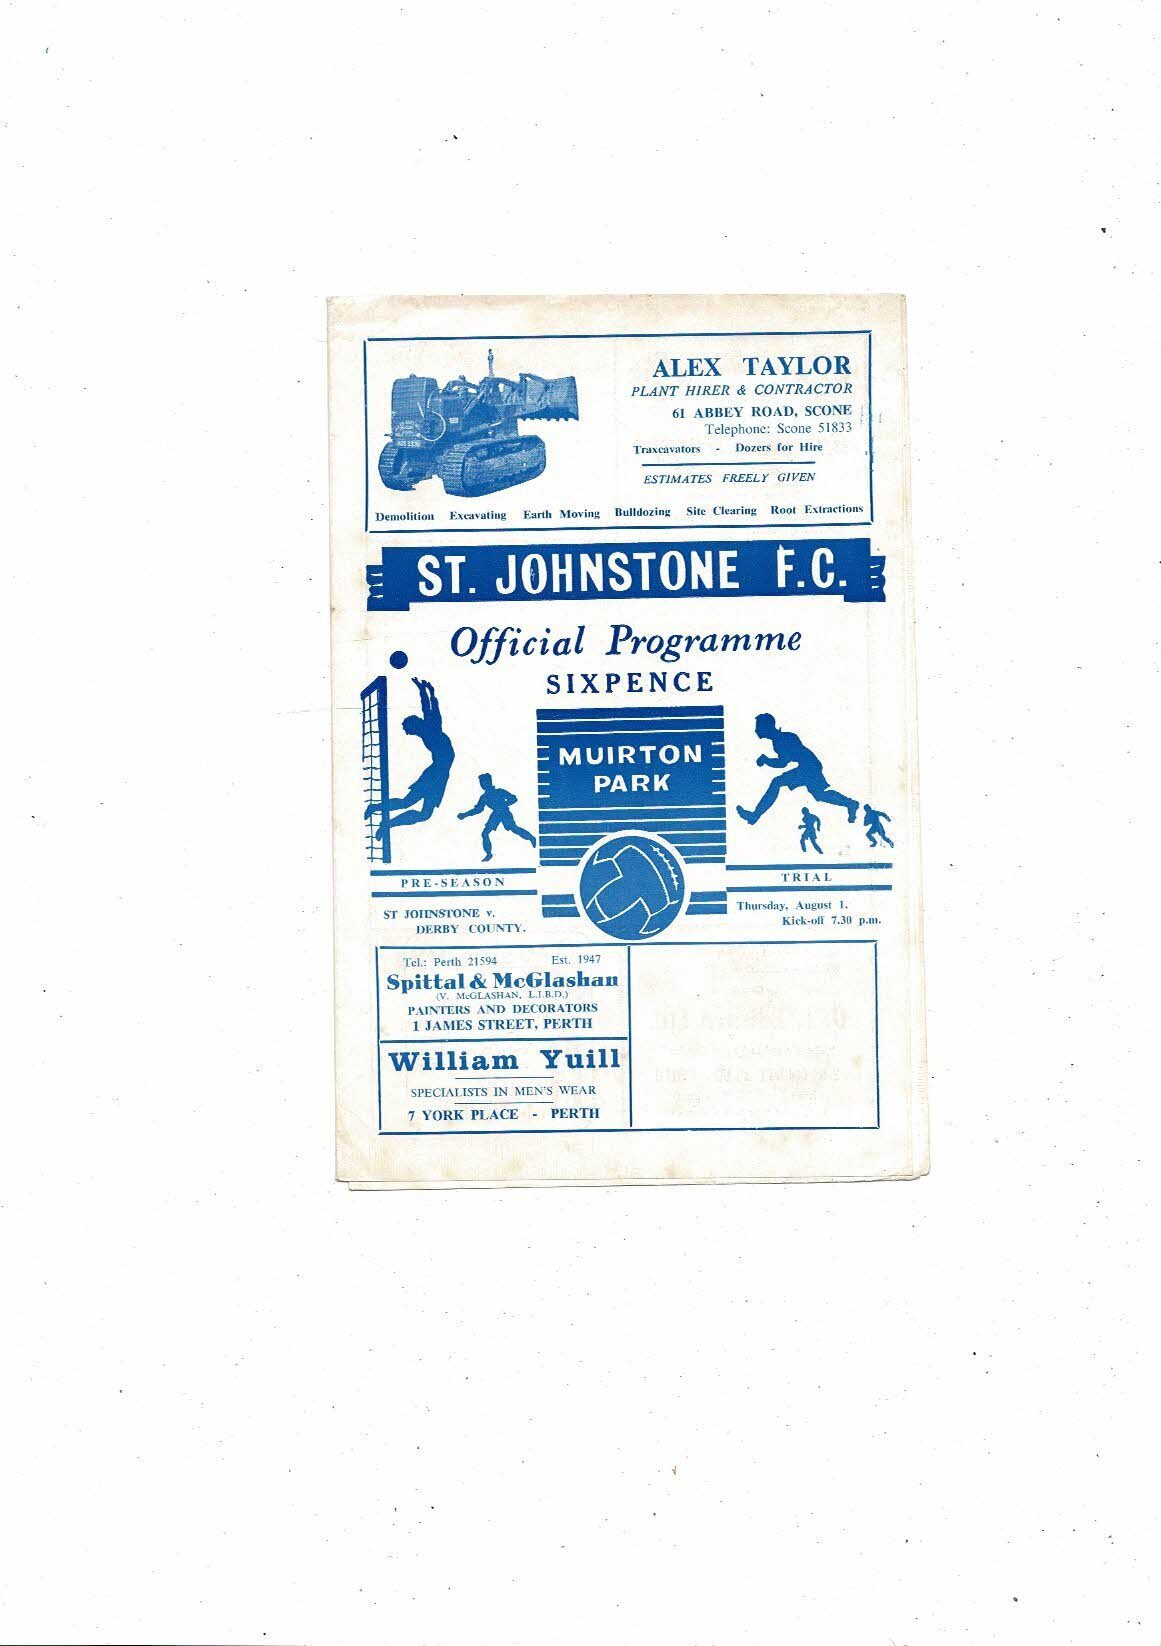 ALEX TAYLOR
PLANT HIRER & CONTRACTOR
61 ABBEY ROAD, SCONE
Telephone: Scone 51833
Traxcavators - Dozers for Hire
ESTIMATES FREELY GIVEN
Demolition Excavating Earth Moving Bulldozing Site Clearing Root Extractions
ST. JOHNSTONE F.C.
Official Programme
SIXPENCE
MUIRTON
PARK
PRE-SEASON
TRIAL
ST JOHNSTONE v.
DERBY COUNTY.
Thursday, August 1.
Kick-off 7.30 p.m.
Tel.: Perth 21594 Est. 1947
Spittal & McGlashan
(V. McGLASHAN, L.I.B.D.)
PAINTERS AND DECORATORS
1 JAMES STREET, PERTH
William Yuill
SPECIALISTS IN MEN'S WEAR
7 YORK PLACE - PERTH